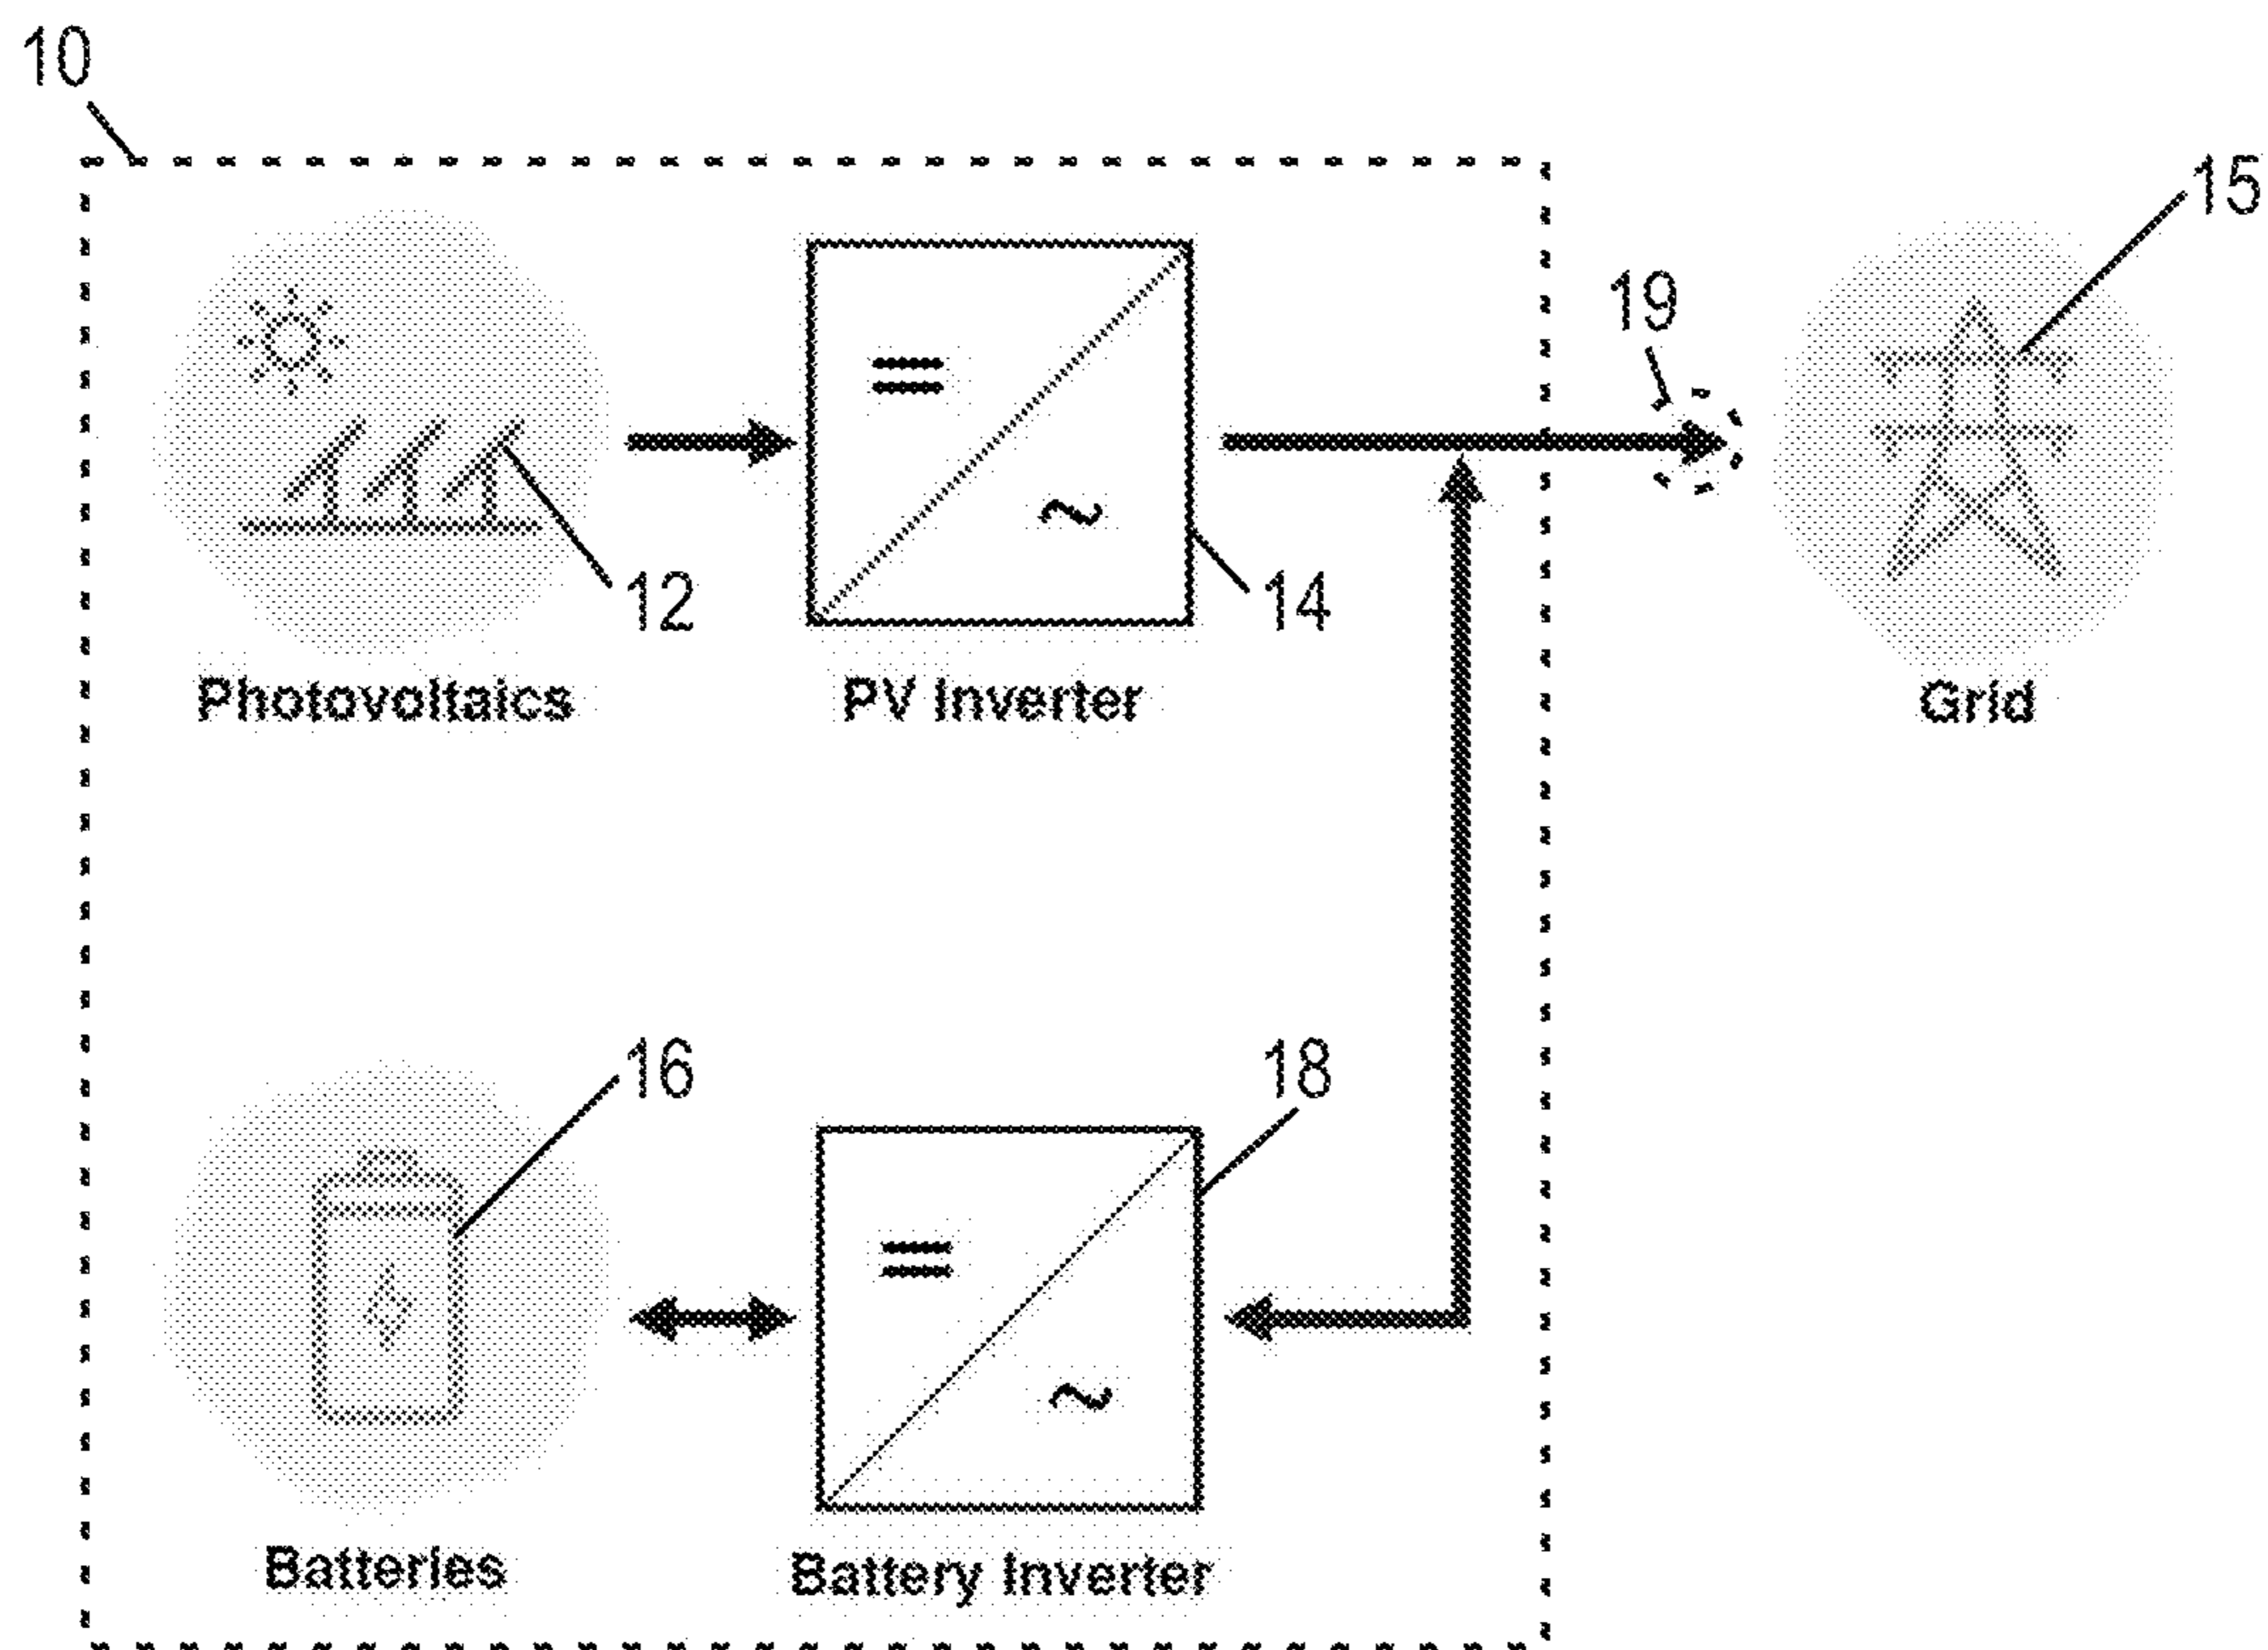 10
15
19
12
14
Photovoltaics
PV Inverter
Grid
16
18
Batteries
Battery Inverter